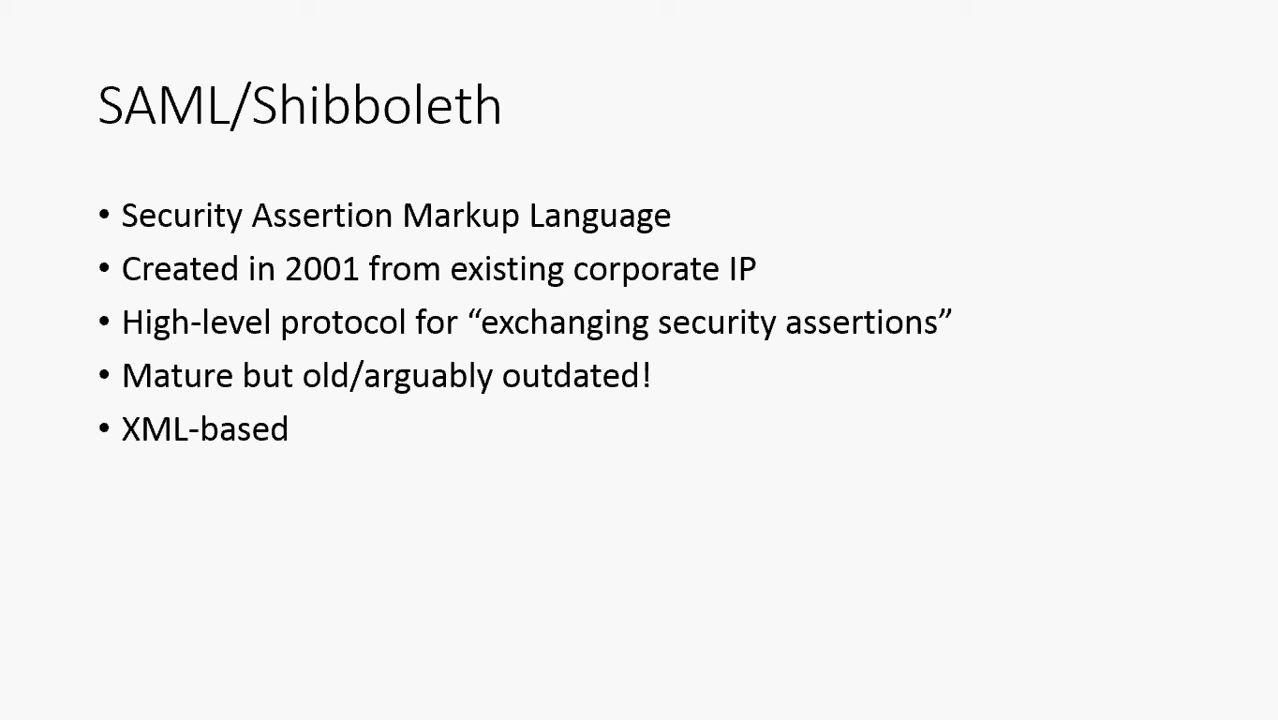 SAML/Shibboleth
• Security Assertion Markup Language
• Created in 2001 from existing corporate IP
• High-level protocol for “exchanging security assertions”
• Mature but old/arguably outdated!
• XML-based